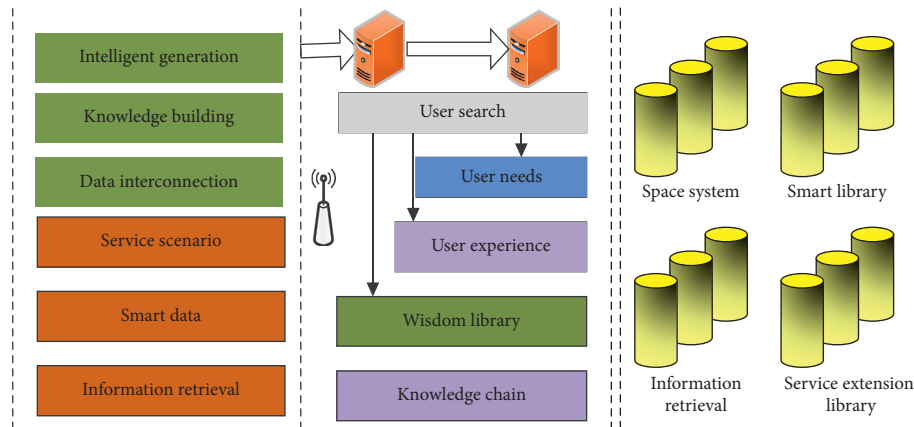 Intelligent generation
Knowledge building
Data interconnection
Service scenario
Smart data
Information retrieval
User search
User needs
User experience
Wisdom library
Knowledge chain
Space system
Smart library
Information
retrieval
Service extension
library